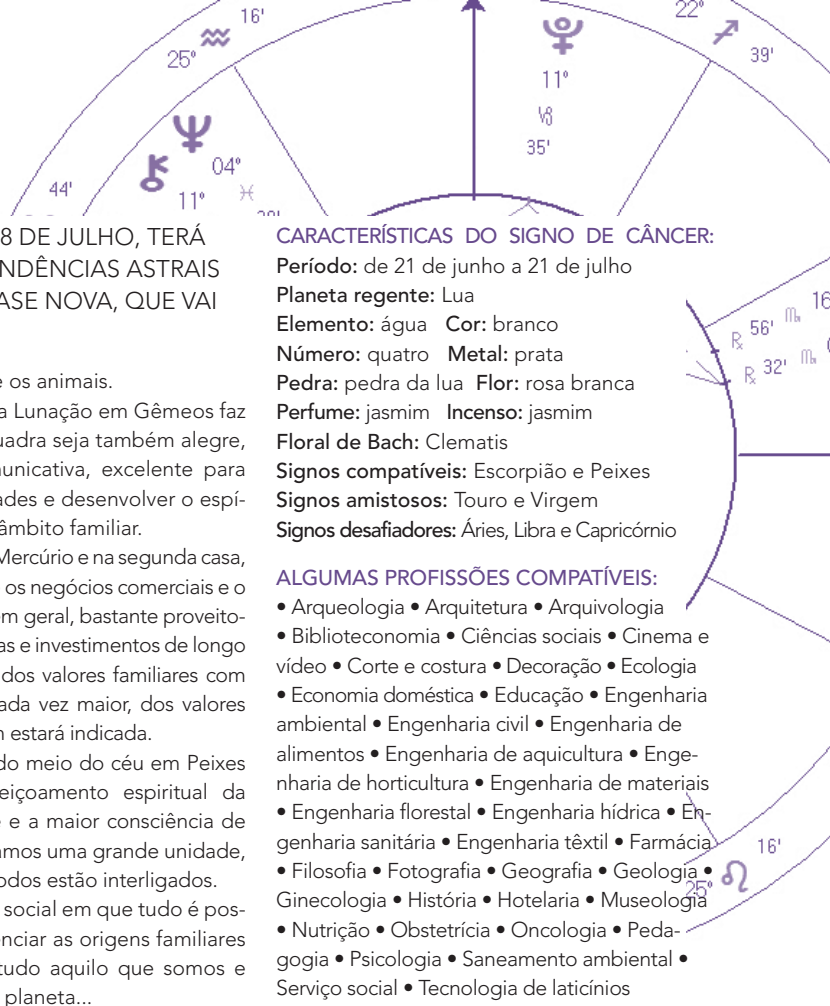 16'
25°
22°
39'
11°
35'
04°
11°
44'
8 DE JULHO, TERÁ
NDÊNCIAS ASTRAIS
ASE NOVA, QUE VAI
e os animais.
a Lunação em Gêmeos faz
uadra seja também alegre,
unicativa, excelente para
ades e desenvolver o espí-
âmbito familiar.
Mercúrio e na segunda casa,
os negócios comerciais e o
em geral, bastante proveito-
as e investimentos de longo
dos valores familiares com
ada vez maior, dos valores
estará indicada.
do meio do céu em Peixes
eiçoamento espiritual da
e a maior consciência de
amos uma grande unidade,
odos estão interligados.
social em que tudo é pos-
enciar as origens familiares
tudo aquilo que somos e
planeta...
CARACTERÍSTICAS DO SIGNO DE CÂNCER:
Período: de 21 de junho a 21 de julho
Planeta regente: Lua
Elemento: água Cor: branco
Número: quatro Metal: prata
Pedra: pedra da lua Flor: rosa branca
Perfume: jasmim Incenso: jasmim
Floral de Bach: Clematis
Signos compatíveis: Escorpião e Peixes
Signos amistosos: Touro e Virgem
Signos desafiadores: Áries, Libra e Capricórnio
ALGUMAS PROFISSÕES COMPATÍVEIS:
• Arqueologia • Arquitetura • Arquivologia
• Biblioteconomia • Ciências sociais • Cinema e
vídeo • Corte e costura • Decoração • Ecologia
• Economia doméstica • Educação • Engenharia
ambiental • Engenharia civil • Engenharia de
alimentos • Engenharia de aquicultura • Enge-
nharia de horticultura • Engenharia de materiais
• Engenharia florestal • Engenharia hídrica • En-
genharia sanitária • Engenharia têxtil • Farmácia
• Filosofia • Fotografia • Geografia • Geologia •
Ginecologia • História • Hotelaria • Museologia
• Nutrição • Obstetrícia • Oncologia • Peda-
gogia • Psicologia • Saneamento ambiental •
Serviço social • Tecnologia de laticínios
16
56'
32'
16'
25°